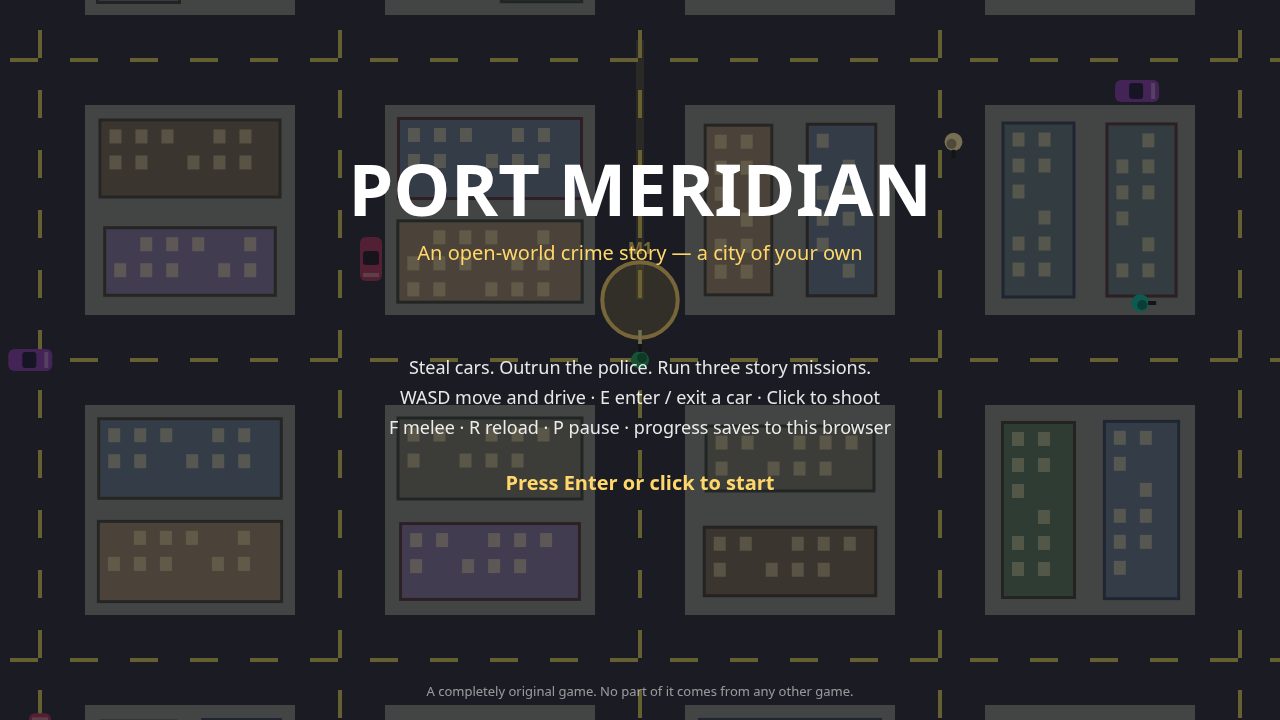 PORT MERIDIAN
M1
An open-world crime story — a city of your own
Steal cars. Outrun the police. Run three story missions.
WASD move and drive · E enter / exit a car · Click to shoot
F melee · R reload · P pause · progress saves to this browser
Press Enter or click to start
A completely original game. No part of it comes from any other game.